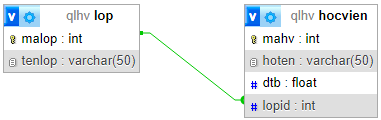 qlhv lop
malop : int
tenlop : varchar(50)
qlhv hocvien
mahv : int
hoten : varchar(50)
# dtb : float
# lopid : int